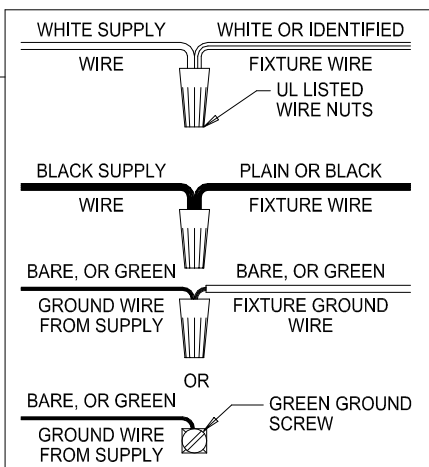 WHITE SUPPLY WHITE OR IDENTIFIED
WIRE FIXTURE WIRE
UL LISTED
WIRE NUTS
BLACK SUPPLY PLAIN OR BLACK
WIRE FIXTURE WIRE
BARE, OR GREEN BARE, OR GREEN
GROUND WIRE FIXTURE GROUND
FROM SUPPLY WIRE
OR
BARE, OR GREEN GREEN GROUND
GROUND WIRE SCREW
FROM SUPPLY